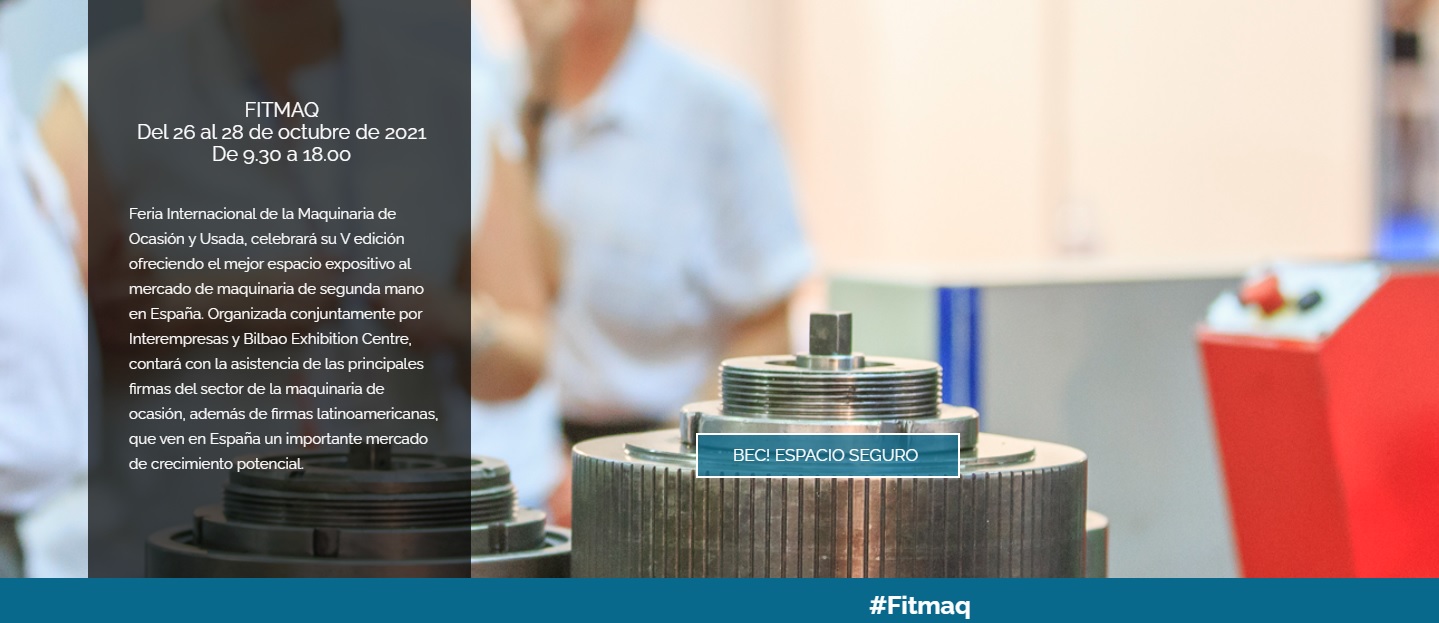 FITMAQ
Del 26 al 28 de octubre de 2021
De 9.30 a 18.00
Feria Internacional de la Maquinaria de
Ocasión y Usada, celebrará su V edición
ofreciendo el mejor espacio expositivo al
mercado de maquinaria de segunda mano
en España. Organizada conjuntamente por
Interempresas y Bilbao Exhibition Centre,
contará con la asistencia de las principales
firmas del sector de la maquinaria de
ocasión, además de firmas latinoamericanas,
que ven en España un importante mercado
de crecimiento potencial.
BEC! ESPACIO SEGURO
#Fitmaq